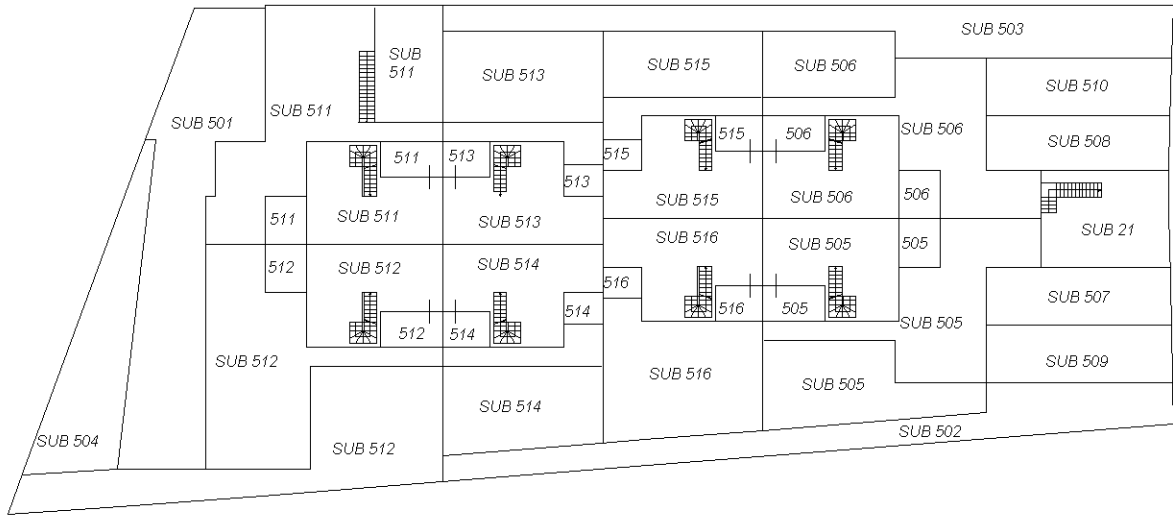 SUB 503
SUB
511
SUB 513
SUB 515
SUB 506
SUB 510
SUB 501
SUB 511
SUB 506
SUB 508
515
506
511
513
515
513
506
SUB 511
SUB 513
SUB 515
SUB 506
511
SUB 21
SUB 512
SUB 514
SUB 516
SUB 505
505
512
516
SUB 507
514
512
514
516
505
SUB 505
SUB 512
SUB 516
SUB 505
SUB 509
SUB 514
SUB 504
SUB 512
SUB 502